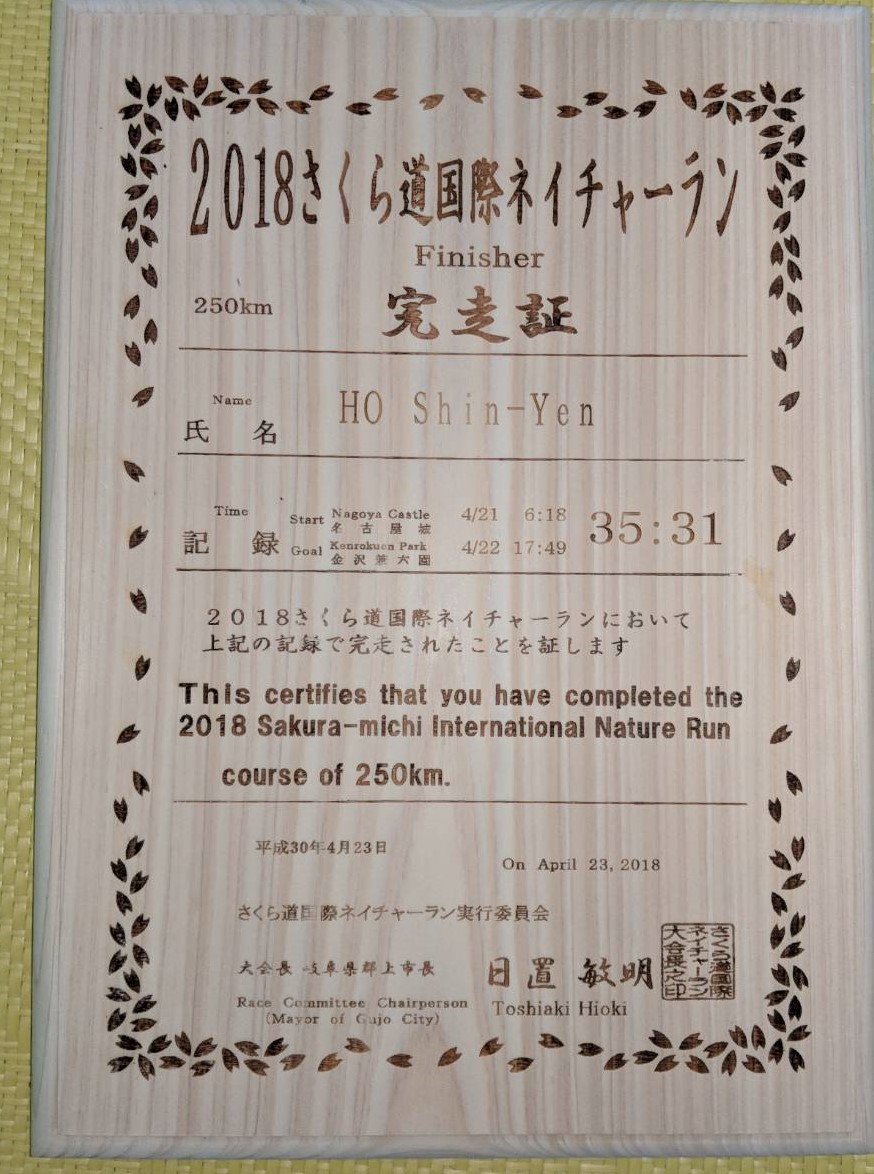 2018さくら道国際ネイチャーラン
Finisher
250km 完走証
Name
氏名 HO Shin-Yen
Time
記録
Start Nagoya Castle 4/21 6:18 35:31
名古屋城
Goal Kenrokuen Park 4/22 17:49
金沢兼六園
2018さくら道国際ネイチャーランにおいて
上記の記録で完走されたことを証します
This certifies that you have completed the
2018 Sakura-michi International Nature Run
course of 250km.
平成30年4月23日
On April 23, 2018
さくら道国際ネイチャーラン実行委員会
大会長 岐阜県郡上市長 日置 敏明
Race Committee Chairperson Toshiaki Hioki
(Mayor of Gujo City)
さくら道国際
ネイチャーラン
大会長之印